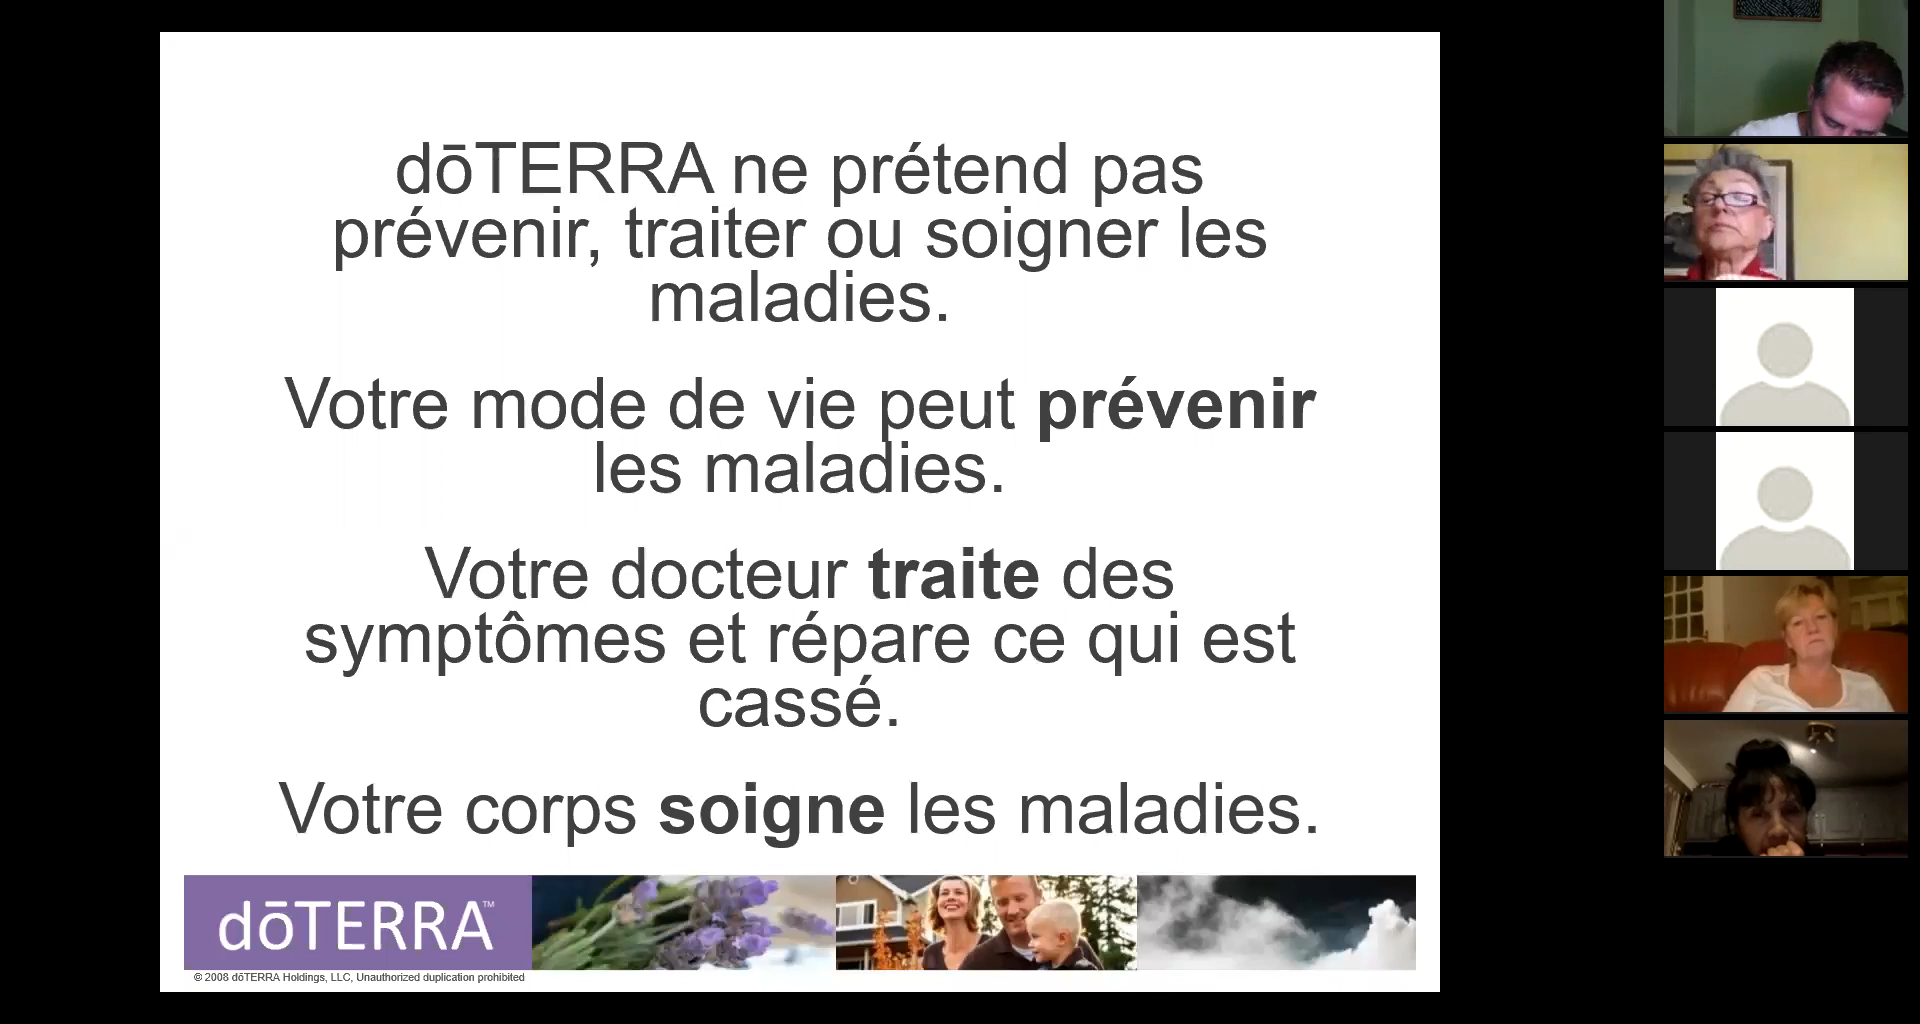 dōTERRA ne prétend pas
prévenir, traiter ou soigner les
maladies.
Votre mode de vie peut prévenir
les maladies.
Votre docteur traite des
symptômes et répare ce qui est
cassé.
Votre corps soigne les maladies.
dōTERRA™
© 2008 dōTERRA Holdings, LLC, Unauthorized duplication prohibited